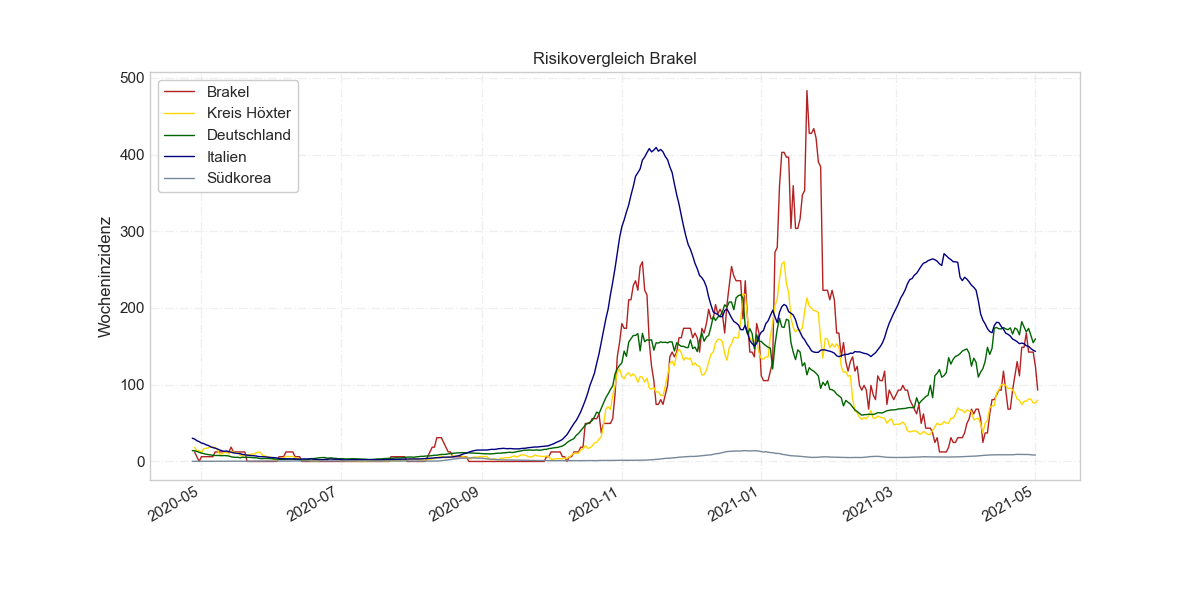 Risikovergleich Brakel
Wocheninzidenz
500
400
300
200
100
0
Brakel
Kreis Höxter
Deutschland
Italien
Südkorea
2020-05
2020-07
2020-09
2020-11
2021-01
2021-03
2021-05